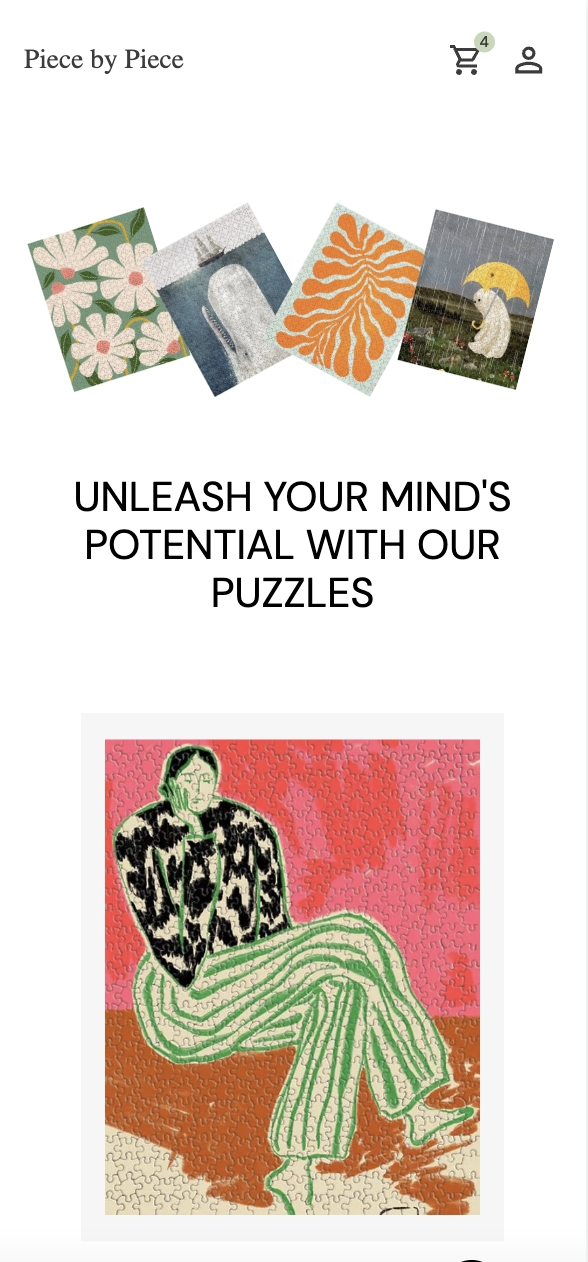 Piece by Piece
4
UNLEASH YOUR MIND'S
POTENTIAL WITH OUR
PUZZLES